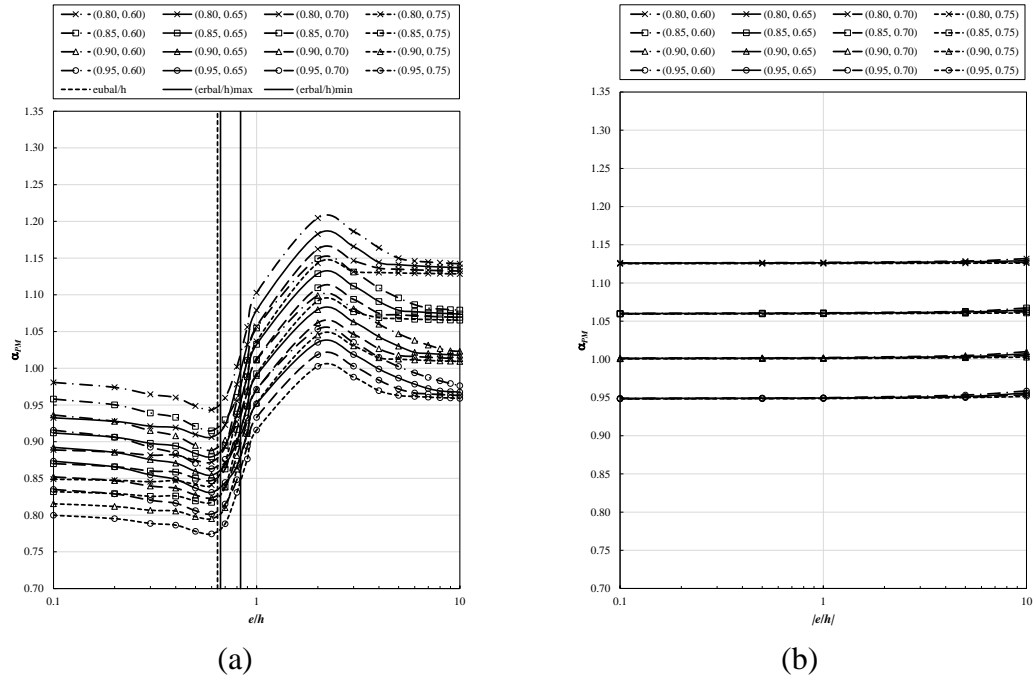 (0.80, 0.60) (0.80, 0.65) (0.80, 0.70) (0.80, 0.75)
(0.85, 0.60) (0.85, 0.65) (0.85, 0.70) (0.85, 0.75)
(0.90, 0.60) (0.90, 0.65) (0.90, 0.70) (0.90, 0.75)
(0.95, 0.60) (0.95, 0.65) (0.95, 0.70) (0.95, 0.75)
eubal/h (erbal/h)max (erbal/h)min
1.35
1.30
1.25
1.20
1.15
1.10
1.05
1.00
0.95
0.90
0.85
0.80
0.75
0.70
αPM
0.1 1 10
e/h
(a)
(0.80, 0.60) (0.80, 0.65) (0.80, 0.70) (0.80, 0.75)
(0.85, 0.60) (0.85, 0.65) (0.85, 0.70) (0.85, 0.75)
(0.90, 0.60) (0.90, 0.65) (0.90, 0.70) (0.90, 0.75)
(0.95, 0.60) (0.95, 0.65) (0.95, 0.70) (0.95, 0.75)
1.35
1.30
1.25
1.20
1.15
1.10
1.05
1.00
0.95
0.90
0.85
0.80
0.75
0.70
αPM
0.1 1 10
|e/h|
(b)